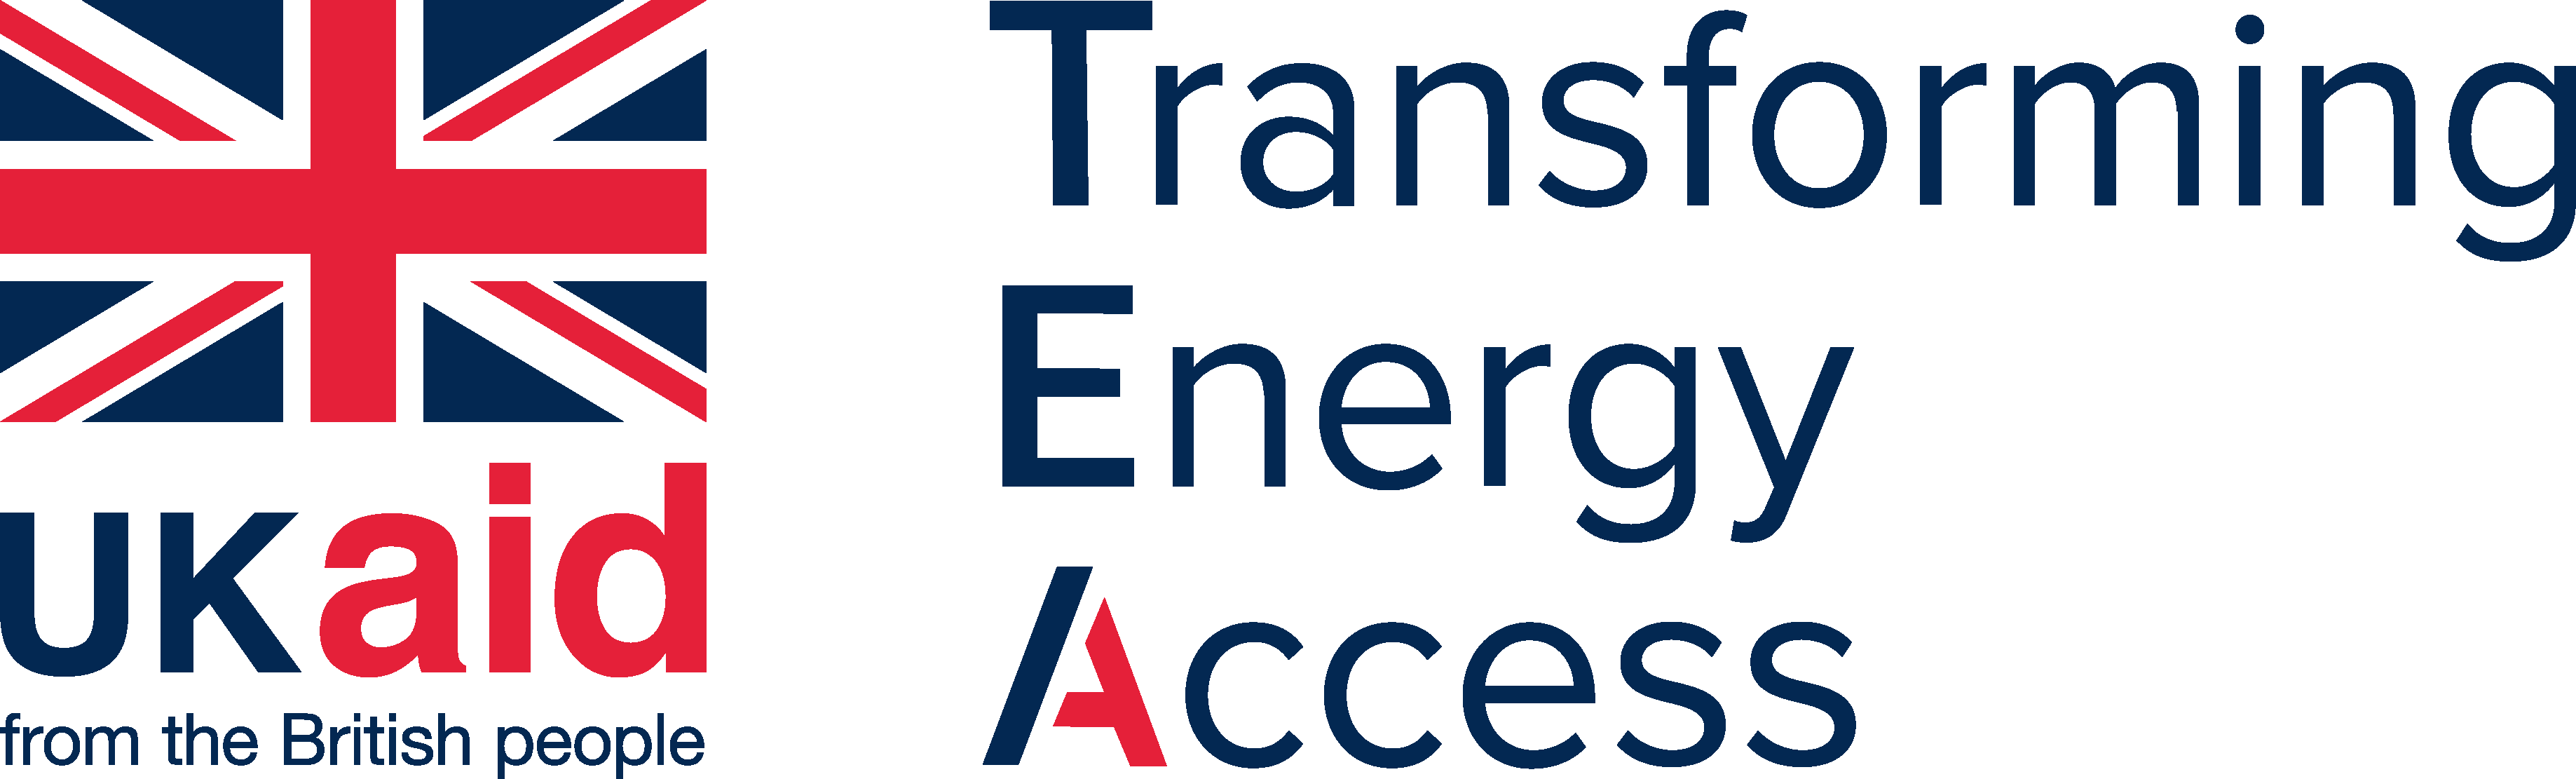 UKaid
from the British people
Transforming
Energy
Access